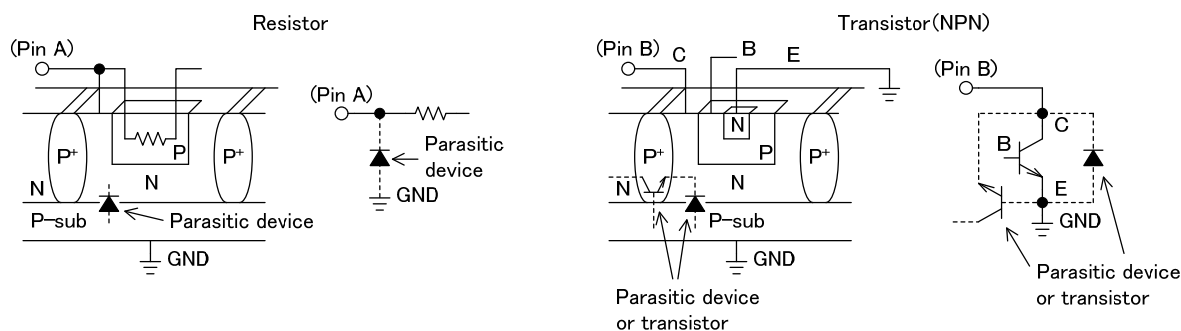 Resistor
(Pin A)
P+
P
P+
N
N
P-sub
Parasitic device
GND
(Pin A)
Parasitic
device
GND
Transistor (NPN)
(Pin B)
C
B
E
N
P+
P
P+
N
N
P-sub
GND
Parasitic device
or transistor
(Pin B)
C
B
E
GND
Parasitic device
or transistor